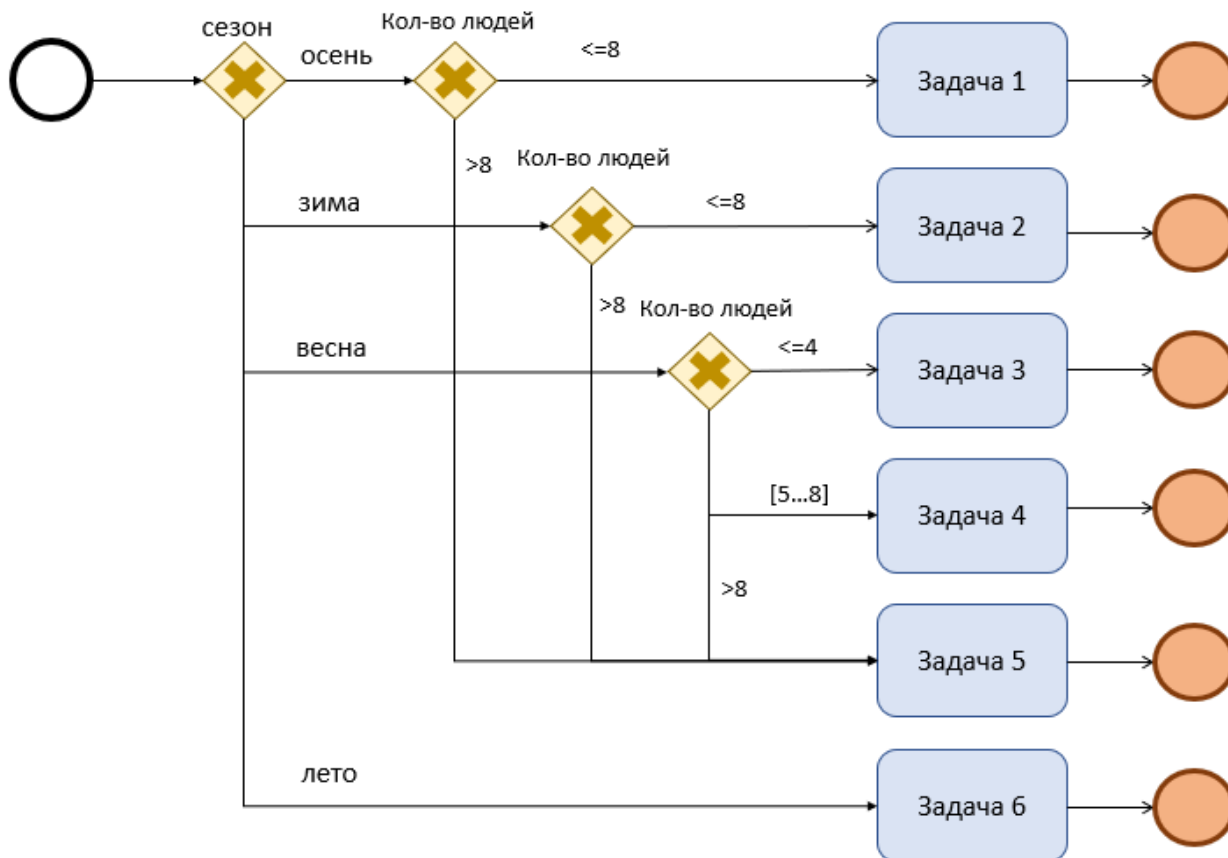 сезон
Кол-во людей
осень
<=8
Задача 1
>8
Кол-во людей
зима
<=8
Задача 2
>8
Кол-во людей
весна
<=4
Задача 3
[5...8]
Задача 4
>8
Задача 5
лето
Задача 6